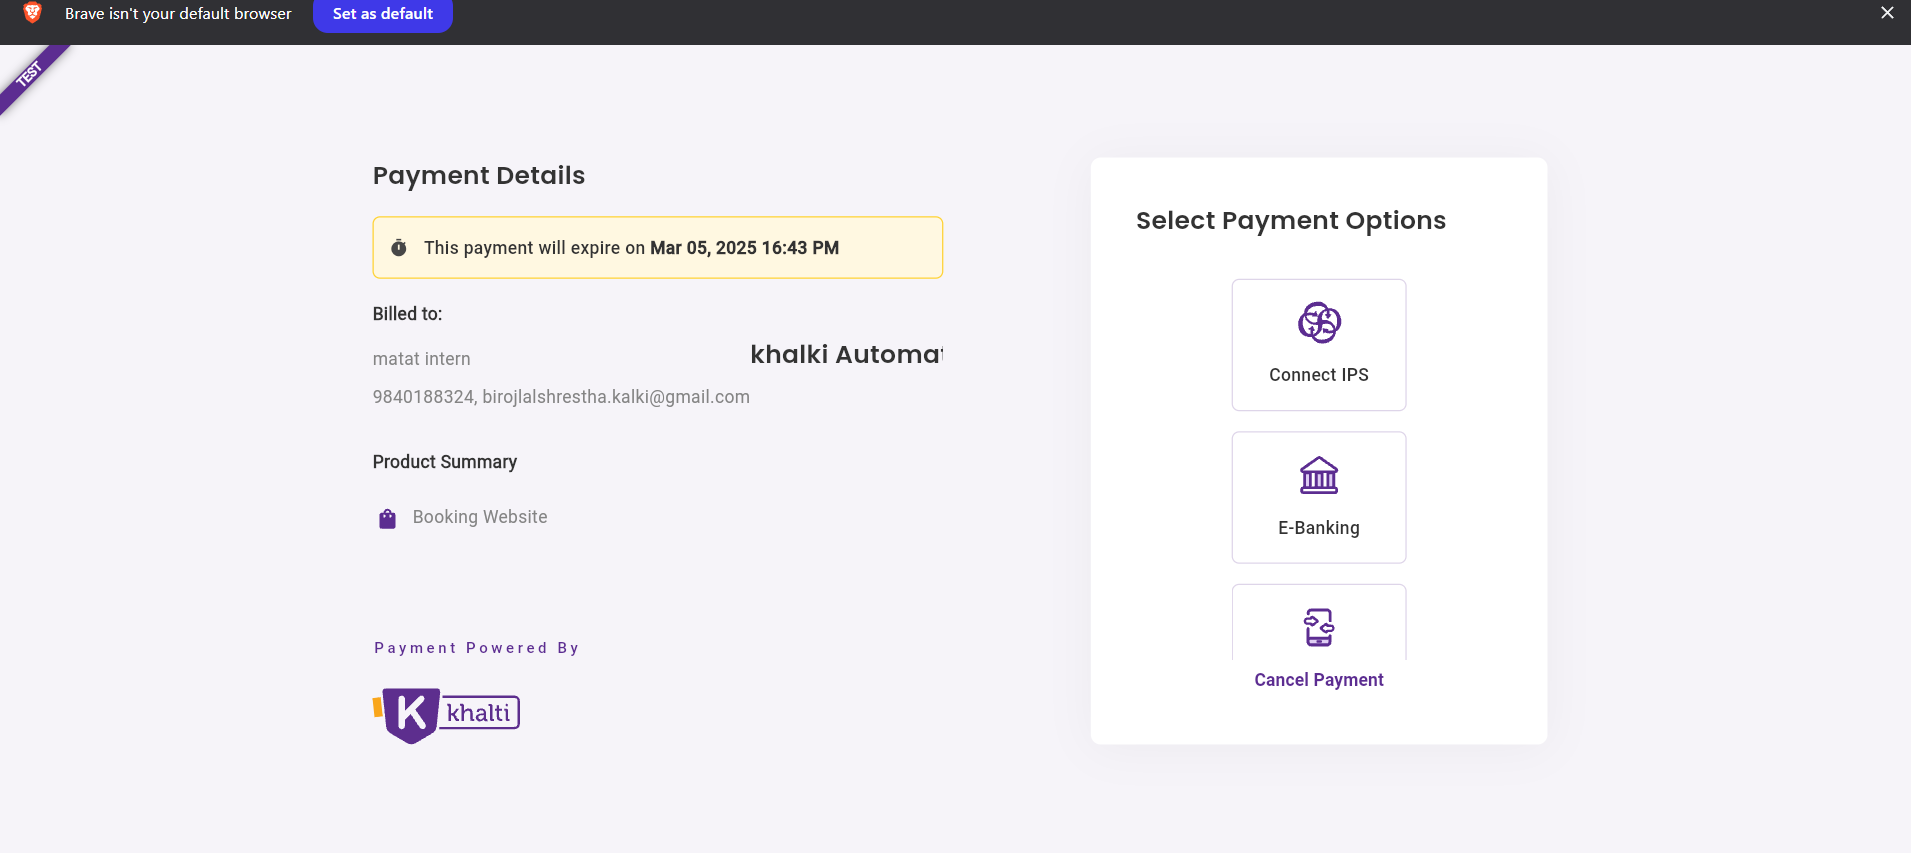 Brave isn't your default browser
Set as default
TEST
Payment Details
This payment will expire on Mar 05, 2025 16:43 PM
Billed to:
matat intern
khalki Automat
9840188324, birojlalshrestha.kalki@gmail.com
Product Summary
Booking Website
Payment Powered By
K khalti
Select Payment Options
Connect IPS
E-Banking
Cancel Payment